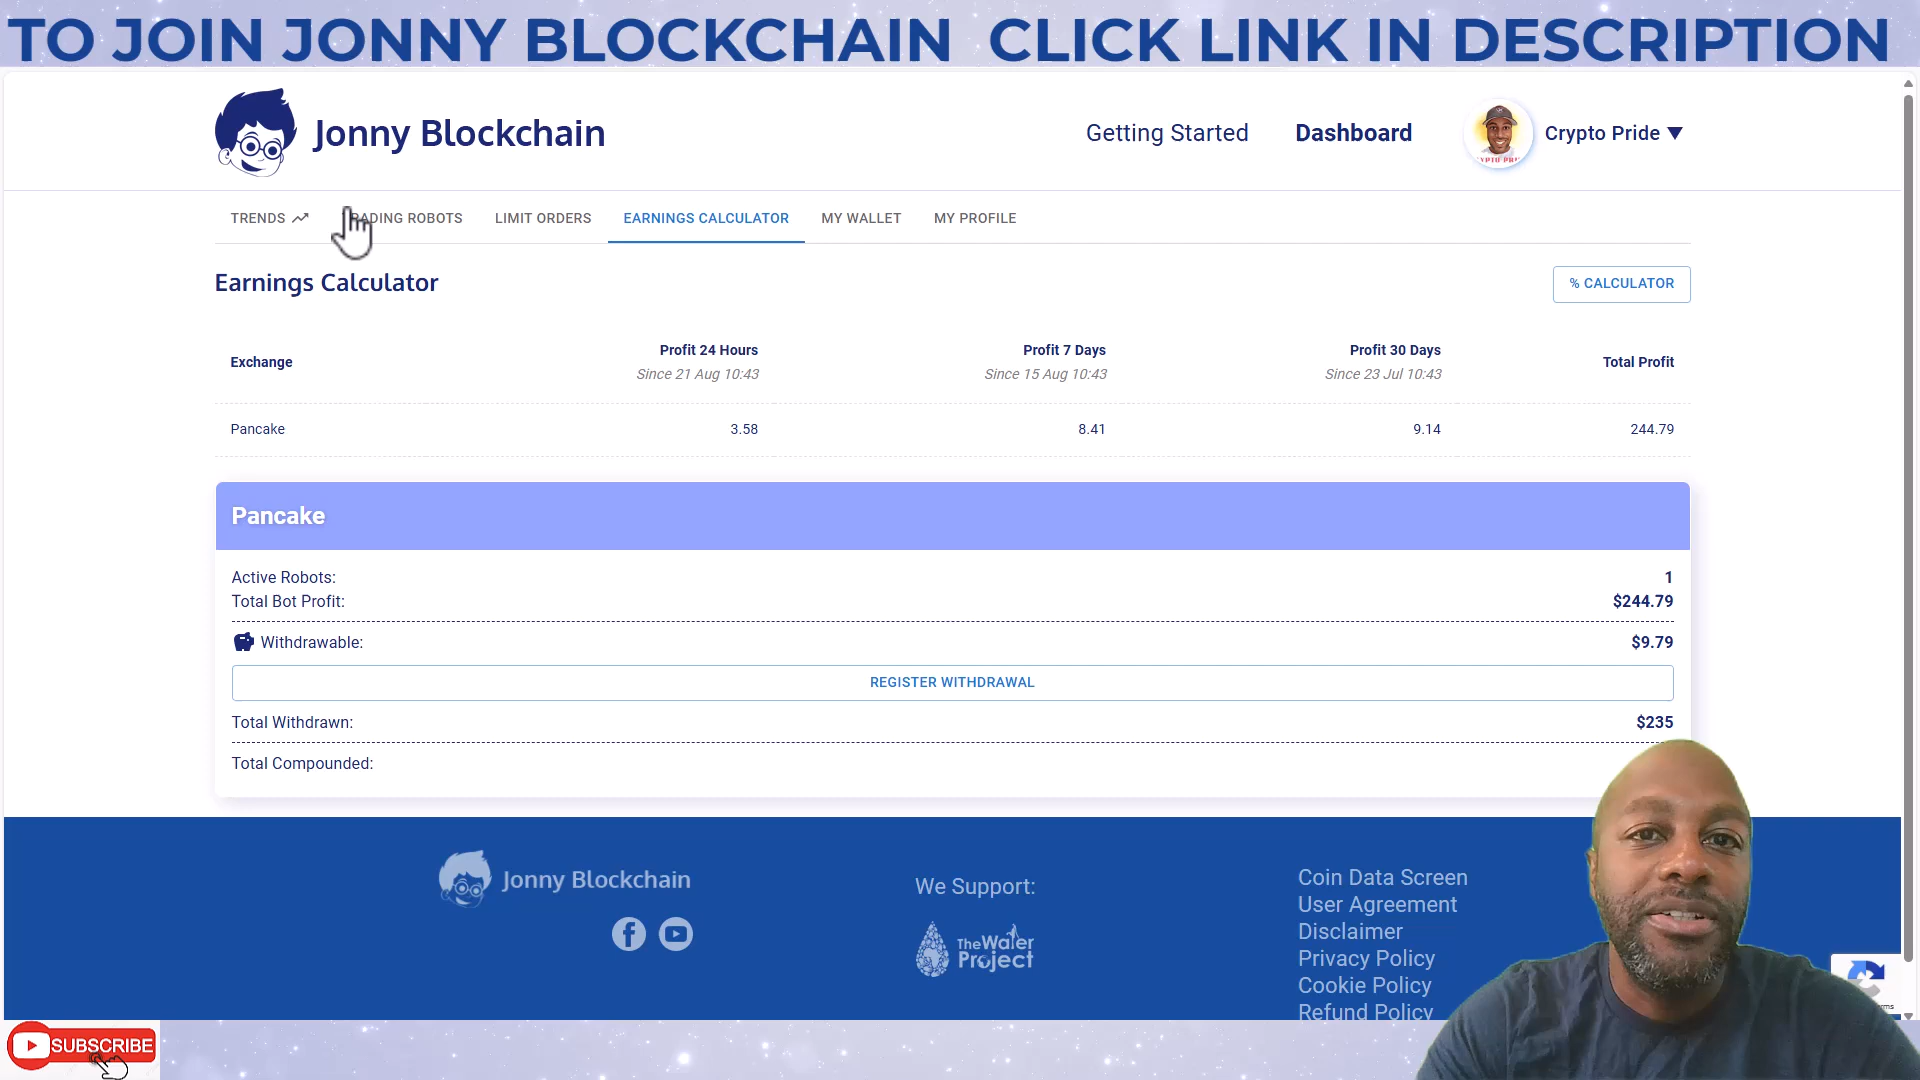 TO JOIN JONNY BLOCKCHAIN CLICK LINK IN DESCRIPTION
Jonny Blockchain
Getting Started
Dashboard
Crypto Pride
TRENDS
LIMIT ORDERS
EARNINGS CALCULATOR
MY WALLET
MY PROFILE
ROBOTS
Earnings Calculator
% CALCULATOR
Exchange
Profit 24 Hours
Since 21 Aug 10:43
Profit 7 Days
Since 15 Aug 10:43
Profit 30 Days
Since 23 Jul 10:43
Total Profit
Pancake 3.58 8.41 9.14 244.79
Pancake
Active Robots: 1
Total Bot Profit: $244.79
Withdrawable: $9.79
REGISTER WITHDRAWAL
Total Withdrawn: $235
Total Compounded:
Jonny Blockchain
We Support:
The Water
Project
Coin Data Screen
User Agreement
Disclaimer
Privacy Policy
Cookie Policy
Refund Policy
SUBSCRIBE